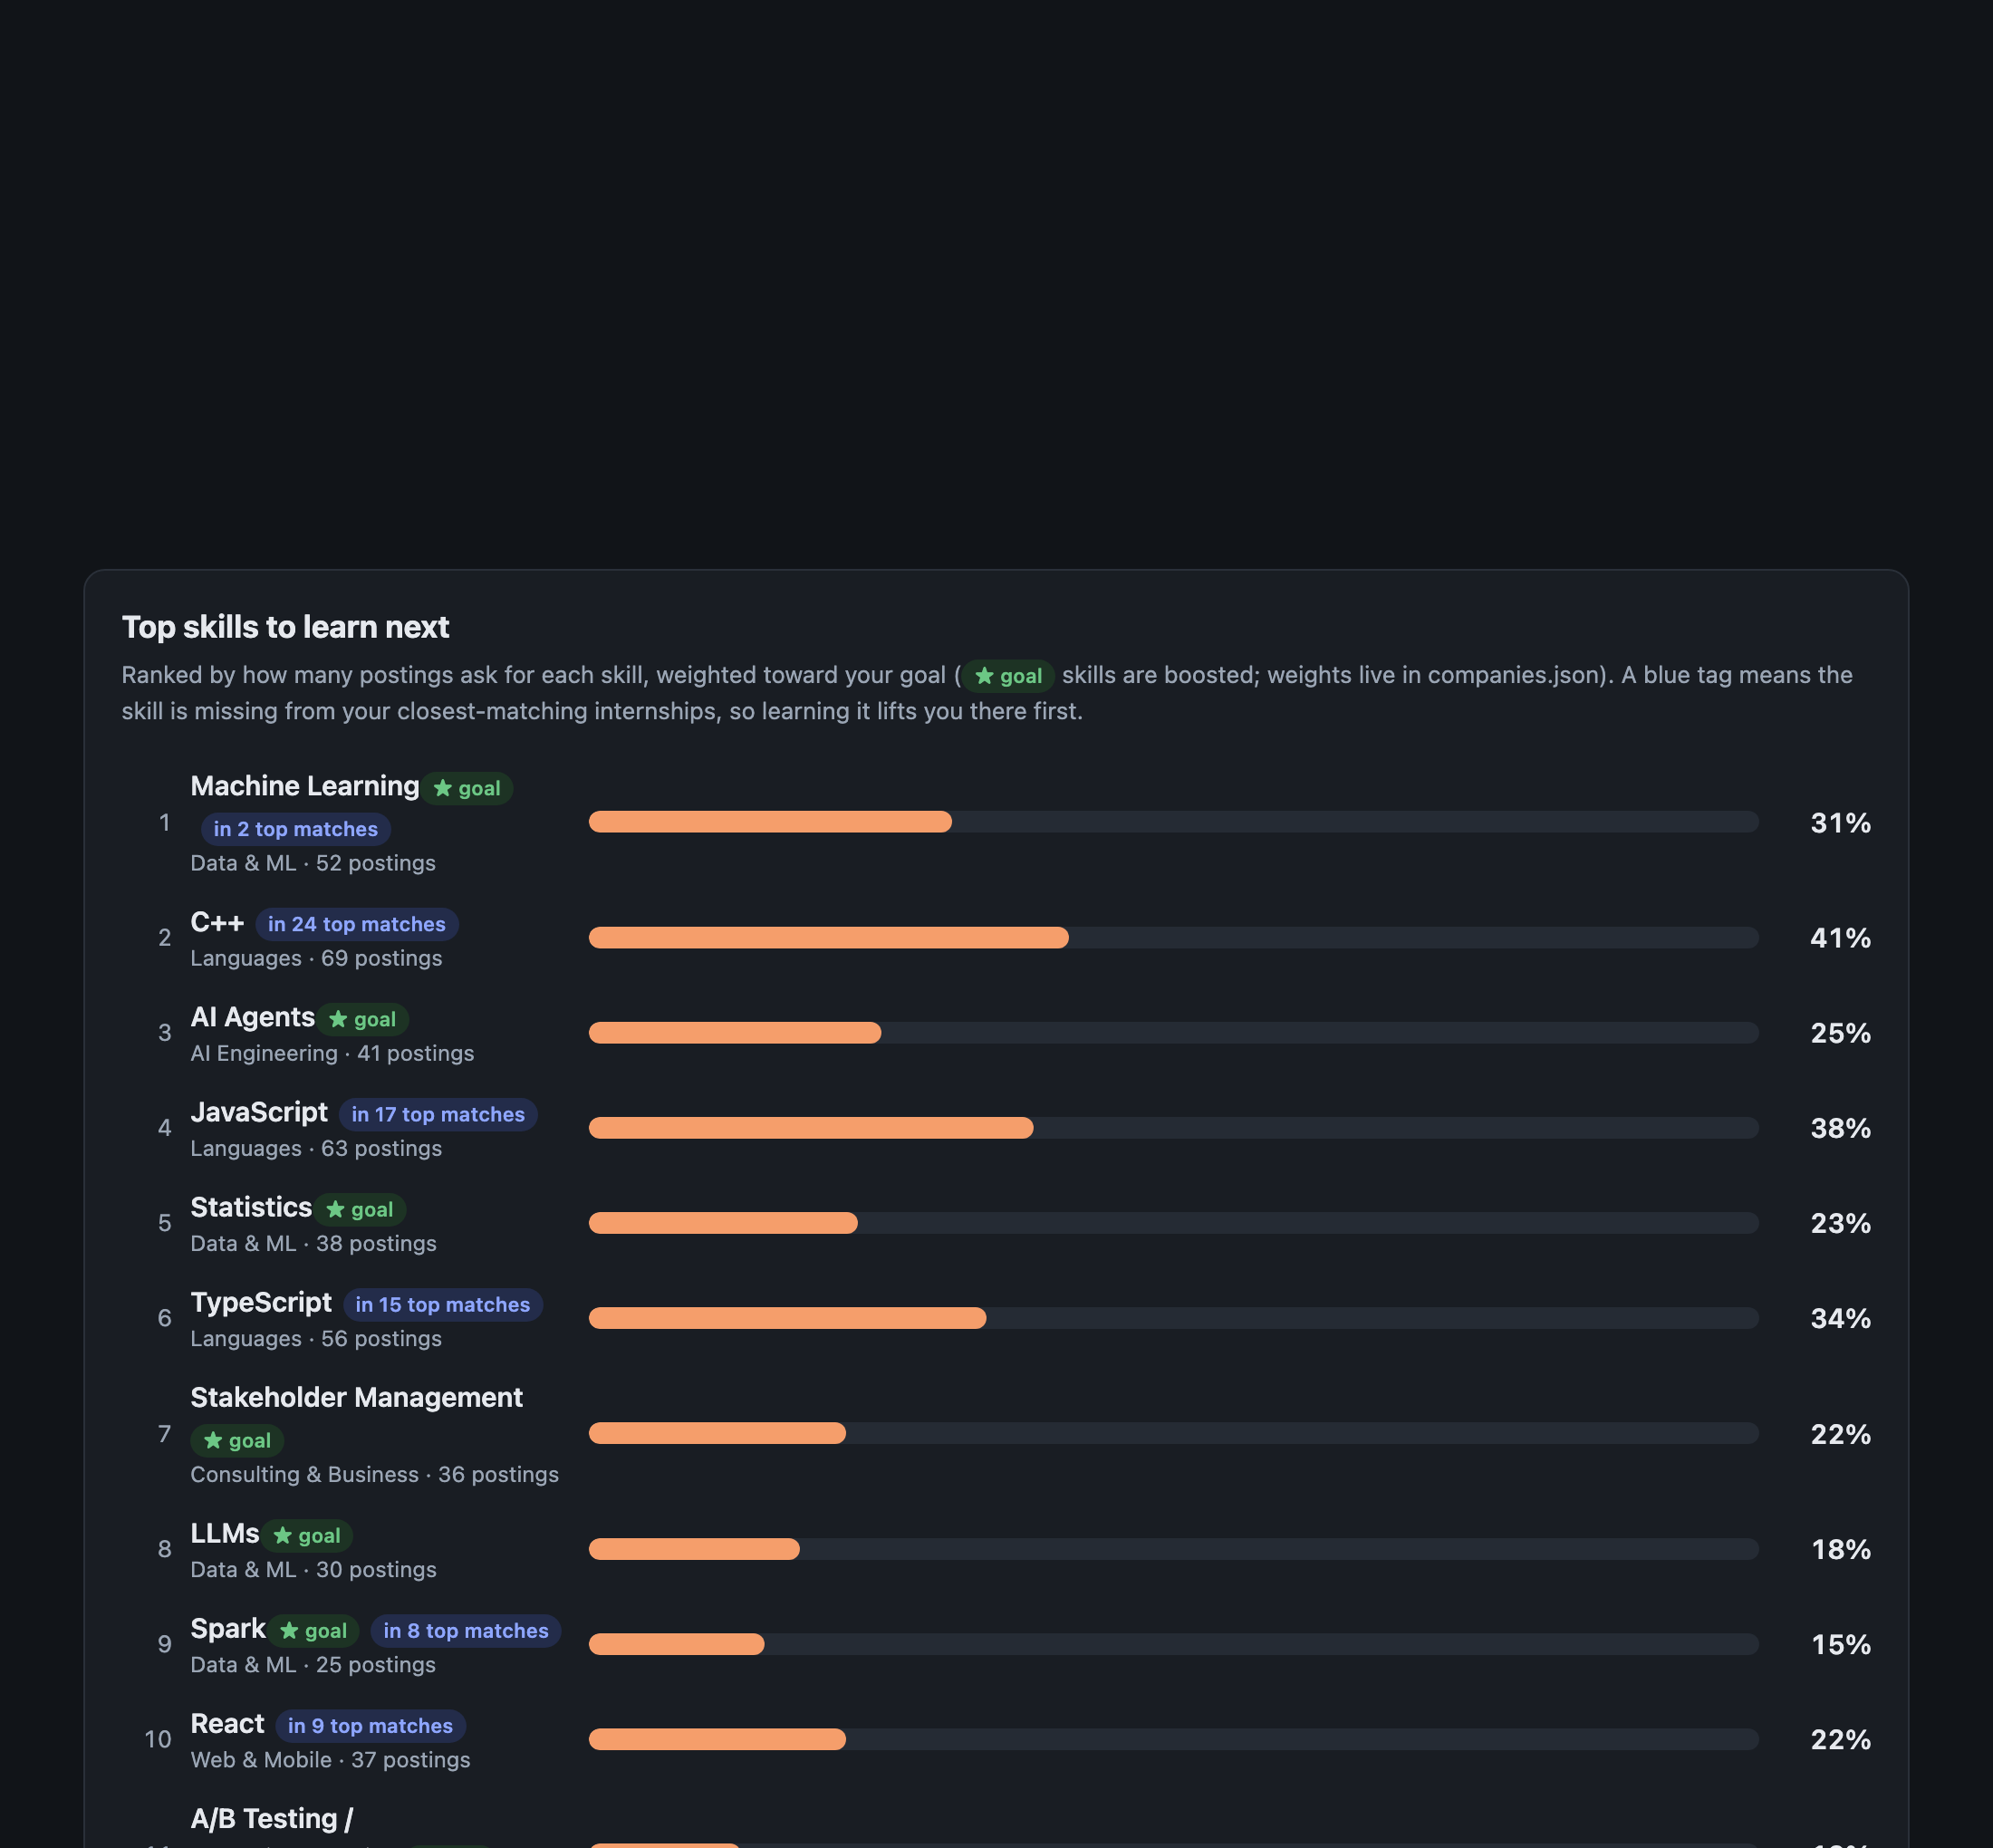 Top skills to learn next
Ranked by how many postings ask for each skill, weighted toward your goal (★ goal skills are boosted; weights live in companies.json). A blue tag means the
skill is missing from your closest-matching internships, so learning it lifts you there first.
Machine Learning ★ goal
1 in 2 top matches 31%
Data & ML · 52 postings
C++ in 24 top matches
2 41%
Languages · 69 postings
AI Agents ★ goal
3 25%
AI Engineering · 41 postings
JavaScript in 17 top matches
4 38%
Languages · 63 postings
Statistics ★ goal
5 23%
Data & ML · 38 postings
TypeScript in 15 top matches
6 34%
Languages · 56 postings
Stakeholder Management
7 ★ goal 22%
Consulting & Business · 36 postings
LLMs ★ goal
8 18%
Data & ML · 30 postings
Spark ★ goal in 8 top matches
9 15%
Data & ML · 25 postings
React in 9 top matches
10 22%
Web & Mobile · 37 postings
A/B Testing /